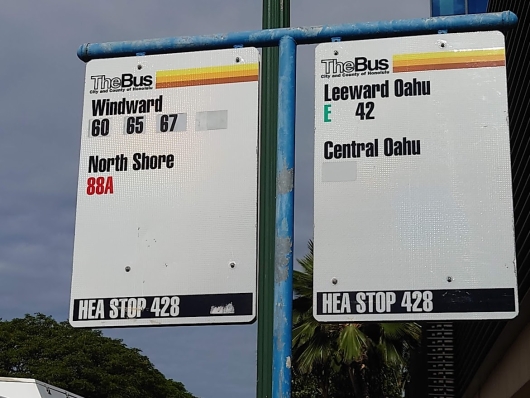 TheBus
City and County of Honolulu
Windward
60 65 67
North Shore
88A
HEA STOP 428
TheBus
City and County of Honolulu
Leeward Oahu
E 42
Central Oahu
HEA STOP 428